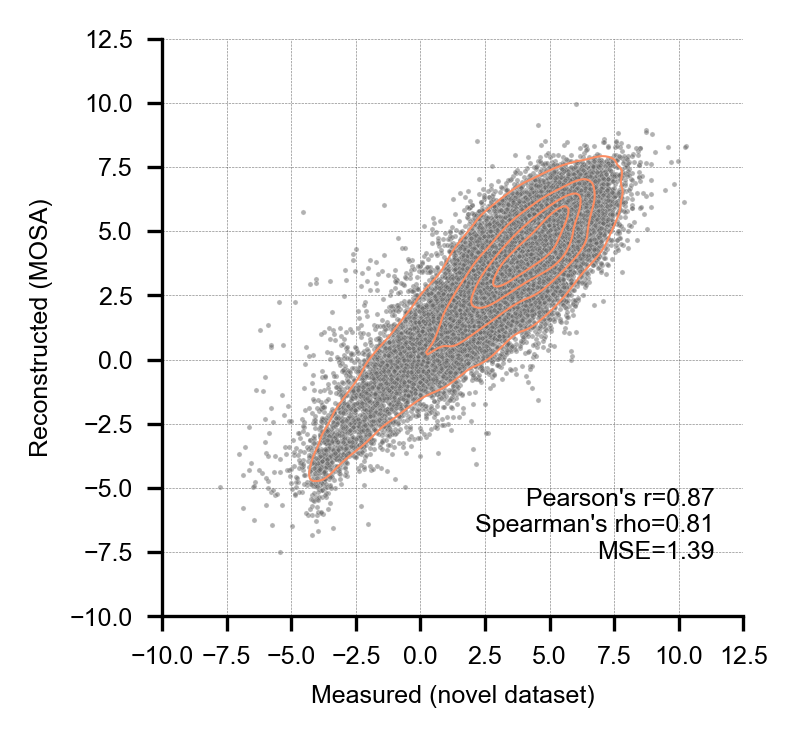 12.5
10.0
7.5
5.0
2.5
0.0
−2.5
−5.0
−7.5
−10.0
Reconstructed (MOSA)
Pearson's r=0.87
Spearman's rho=0.81
MSE=1.39
−10.0 −7.5 −5.0 −2.5 0.0 2.5 5.0 7.5 10.0 12.5
Measured (novel dataset)